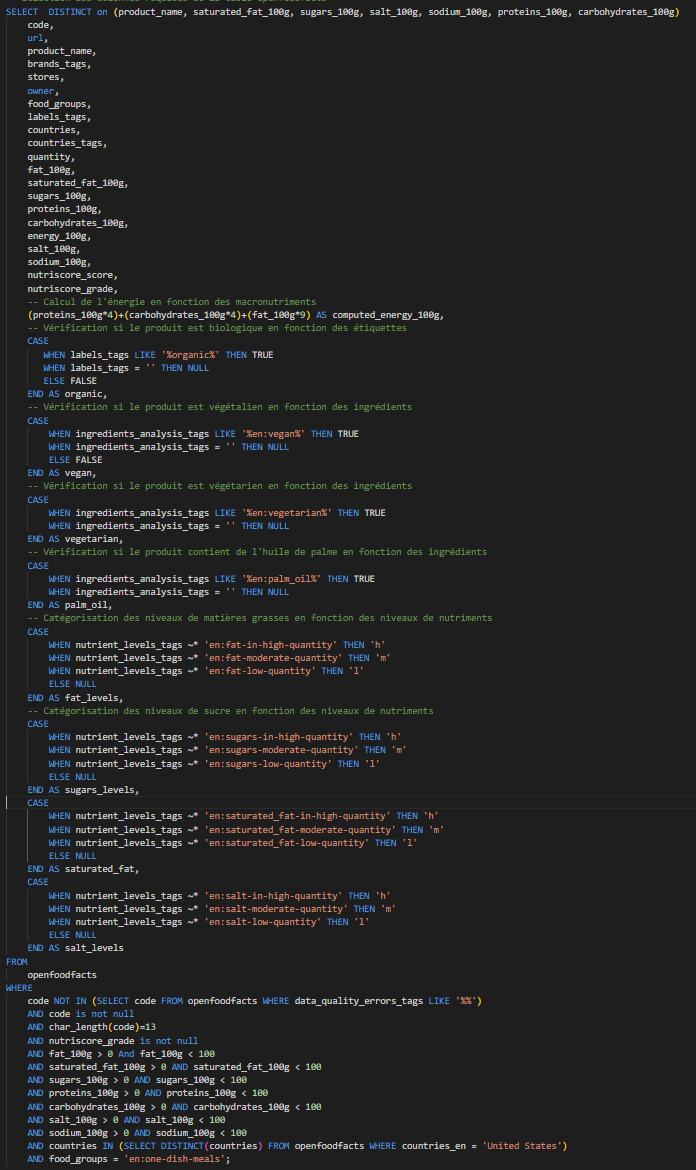 SELECT  DISTINCT on (product_name, saturated_fat_100g, sugars_100g, salt_100g, sodium_100g, proteins_100g, carbohydrates_100g)
code,
url,
product_name,
brands_tags,
stores,
owner,
food_groups,
labels_tags,
countries,
countries_tags,
quantity,
fat_100g,
saturated_fat_100g,
sugars_100g,
proteins_100g,
carbohydrates_100g,
energy_100g,
salt_100g,
sodium_100g,
nutriscore_score,
nutriscore_grade,
-- Calcul de l'énergie en fonction des macronutriments
(proteins_100g*4)+(carbohydrates_100g*4)+(fat_100g*9) AS computed_energy_100g,
-- Vérification si le produit est biologique en fonction des étiquettes
CASE
WHEN labels_tags LIKE '%organic%' THEN TRUE
WHEN labels_tags = '' THEN NULL
ELSE FALSE
END AS organic,
-- Vérification si le produit est végétalien en fonction des ingrédients
CASE
WHEN ingredients_analysis_tags LIKE '%en:vegan%' THEN TRUE
WHEN ingredients_analysis_tags = '' THEN NULL
ELSE FALSE
END AS vegan,
-- Vérification si le produit est végétarien en fonction des ingrédients
CASE
WHEN ingredients_analysis_tags LIKE '%en:vegetarian%' THEN TRUE
WHEN ingredients_analysis_tags = '' THEN NULL
END AS vegetarian,
-- Vérification si le produit contient de l'huile de palme en fonction des ingrédients
CASE
WHEN ingredients_analysis_tags LIKE '%en:palm_oil%' THEN TRUE
WHEN ingredients_analysis_tags = '' THEN NULL
END AS palm_oil,
-- Catégorisation des niveaux de matières grasses en fonction des niveaux de nutriments
CASE
WHEN nutrient_levels_tags ~* 'en:fat-in-high-quantity' THEN 'h'
WHEN nutrient_levels_tags ~* 'en:fat-moderate-quantity' THEN 'm'
WHEN nutrient_levels_tags ~* 'en:fat-low-quantity' THEN 'l'
ELSE NULL
END AS fat_levels,
-- Catégorisation des niveaux de sucre en fonction des niveaux de nutriments
CASE
WHEN nutrient_levels_tags ~* 'en:sugars-in-high-quantity' THEN 'h'
WHEN nutrient_levels_tags ~* 'en:sugars-moderate-quantity' THEN 'm'
WHEN nutrient_levels_tags ~* 'en:sugars-low-quantity' THEN 'l'
ELSE NULL
END AS sugars_levels,
CASE
WHEN nutrient_levels_tags ~* 'en:saturated_fat-in-high-quantity' THEN 'h'
WHEN nutrient_levels_tags ~* 'en:saturated_fat-moderate-quantity' THEN 'm'
WHEN nutrient_levels_tags ~* 'en:saturated_fat-low-quantity' THEN 'l'
ELSE NULL
END AS saturated_fat,
CASE
WHEN nutrient_levels_tags ~* 'en:salt-in-high-quantity' THEN 'h'
WHEN nutrient_levels_tags ~* 'en:salt-moderate-quantity' THEN 'm'
WHEN nutrient_levels_tags ~* 'en:salt-low-quantity' THEN 'l'
ELSE NULL
END AS salt_levels
FROM
openfoodfacts
WHERE
code NOT IN (SELECT code FROM openfoodfacts WHERE data_quality_errors_tags LIKE '%%')
AND code is not null
AND char_length(code)=13
AND nutriscore_grade is not null
AND fat_100g > 0 And fat_100g < 100
AND saturated_fat_100g > 0 AND saturated_fat_100g < 100
AND sugars_100g > 0 AND sugars_100g < 100
AND proteins_100g > 0 AND proteins_100g < 100
AND carbohydrates_100g > 0 AND carbohydrates_100g < 100
AND salt_100g > 0 AND salt_100g < 100
AND sodium_100g > 0 AND sodium_100g < 100
AND countries IN (SELECT DISTINCT(countries) FROM openfoodfacts WHERE countries_en = 'United States')
AND food_groups = 'en:one-dish-meals';